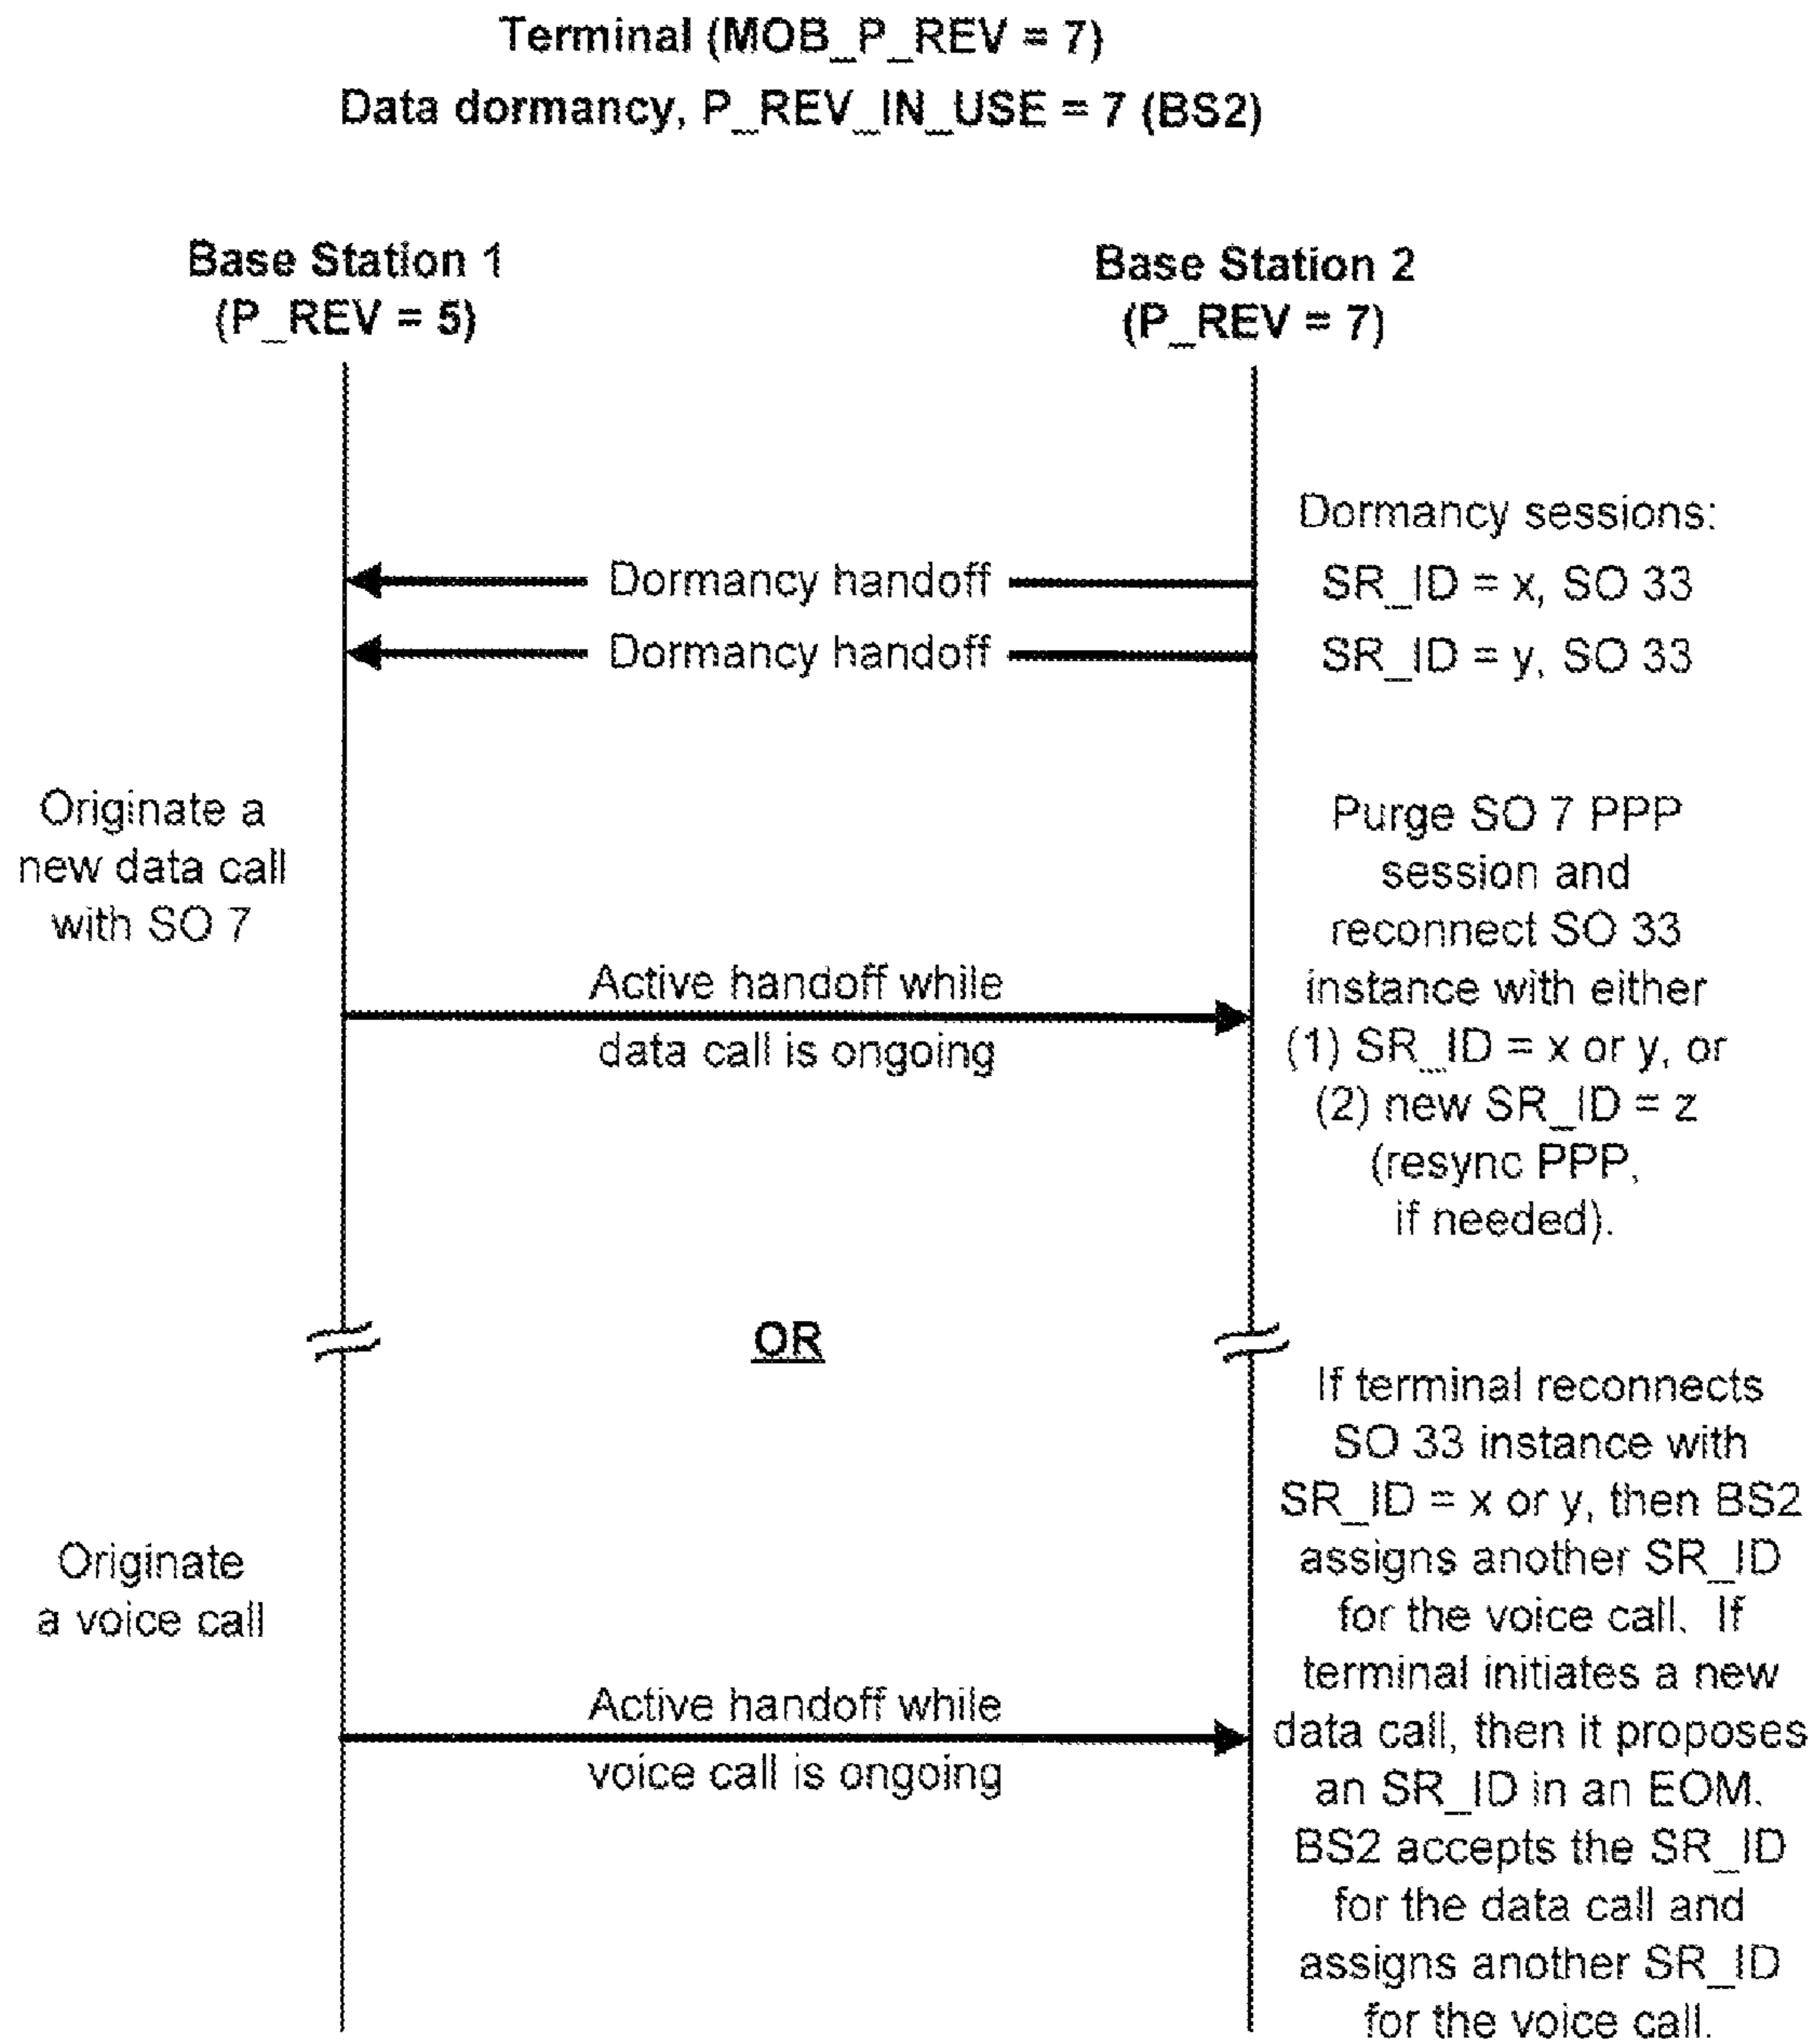 Terminal (MOB_P_REV = 7)
Data dormancy, P_REV_IN_USE = 7 (BS2)
Base Station 1
(P_REV = 5)
Base Station 2
(P_REV = 7)
Dormancy sessions:
Dormancy handoff
SR_ID = x, SO 33
Dormancy handoff
SR_ID = y, SO 33
Originate a
new data call
with SO 7
Purge SO 7 PPP
session and
reconnect SO 33
instance with either
(1) SR_ID = x or y, or
(2) new SR_ID = z
(resync PPP,
if needed).
Active handoff while
data call is ongoing
OR
Originate
a voice call
If terminal reconnects
SO 33 instance with
SR_ID = x or y, then BS2
assigns another SR_ID
for the voice call. If
terminal initiates a new
data call, then it proposes
an SR_ID in an EOM.
BS2 accepts the SR_ID
for the data call and
assigns another SR_ID
for the voice call.
Active handoff while
voice call is ongoing